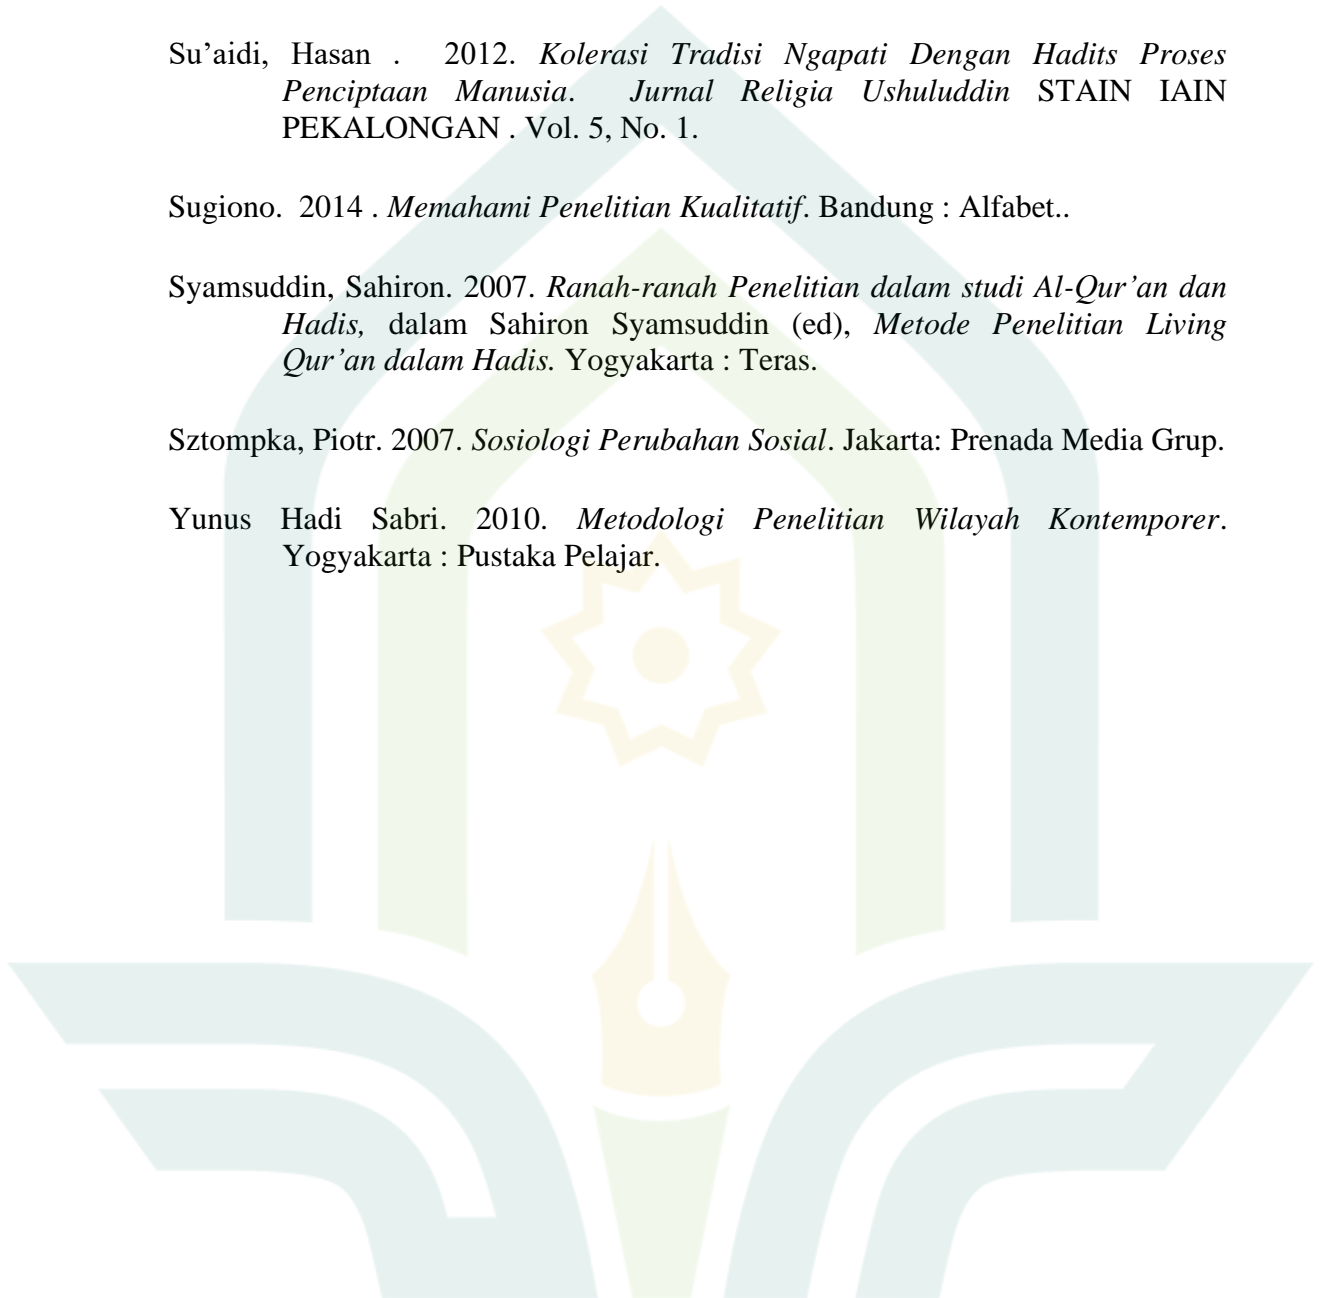 Su’aidi, Hasan . 2012. Kolerasi Tradisi Ngapati Dengan Hadits Proses
Penciptaan Manusia. Jurnal Religia Ushuluddin STAIN IAIN
PEKALONGAN . Vol. 5, No. 1.
Sugiono. 2014 . Memahami Penelitian Kualitatif. Bandung : Alfabet..
Syamsuddin, Sahiron. 2007. Ranah-ranah Penelitian dalam studi Al-Qur’an dan
Hadis, dalam Sahiron Syamsuddin (ed), Metode Penelitian Living
Qur’an dalam Hadis. Yogyakarta : Teras.
Sztompka, Piotr. 2007. Sosiologi Perubahan Sosial. Jakarta: Prenada Media Grup.
Yunus Hadi Sabri. 2010. Metodologi Penelitian Wilayah Kontemporer.
Yogyakarta : Pustaka Pelajar.